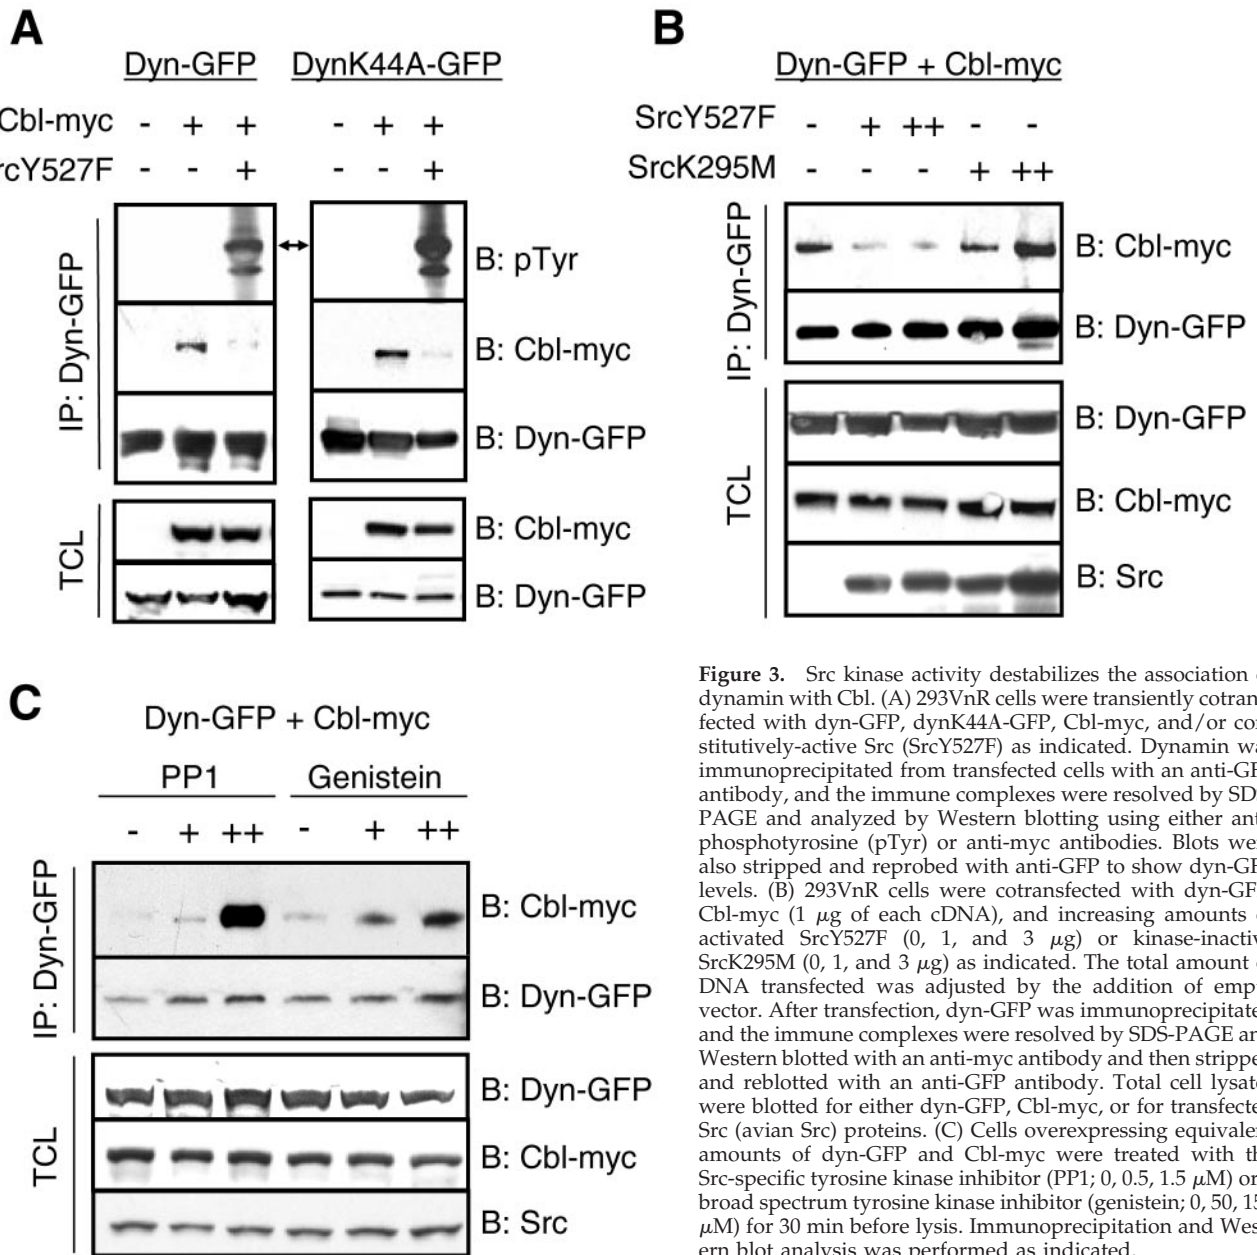 A
Dyn-GFP DynK44A-GFP
Cbl-myc - + + - + +
rcY527F - - + - - +
IP: Dyn-GFP
B: pTyr
B: Cbl-myc
B: Dyn-GFP
TCL
B: Cbl-myc
B: Dyn-GFP
B
Dyn-GFP + Cbl-myc
SrcY527F - + ++ - -
SrcK295M - - - + ++
IP: Dyn-GFP
B: Cbl-myc
B: Dyn-GFP
TCL
B: Dyn-GFP
B: Cbl-myc
B: Src
C
Dyn-GFP + Cbl-myc
PP1 Genistein
- + ++ - + ++
IP: Dyn-GFP
B: Cbl-myc
B: Dyn-GFP
TCL
B: Dyn-GFP
B: Cbl-myc
B: Src
Figure 3. Src kinase activity destabilizes the association
dynamin with Cbl. (A) 293VnR cells were transiently cotran
fected with dyn-GFP, dynK44A-GFP, Cbl-myc, and/or con
stitutively-active Src (SrcY527F) as indicated. Dynamin wa
immunoprecipitated from transfected cells with an anti-GF
antibody, and the immune complexes were resolved by SDS
PAGE and analyzed by Western blotting using either ant
phosphotyrosine (pTyr) or anti-myc antibodies. Blots wer
also stripped and reprobed with anti-GFP to show dyn-GF
levels. (B) 293VnR cells were cotransfected with dyn-GF
Cbl-myc (1 μg of each cDNA), and increasing amounts
activated SrcY527F (0, 1, and 3 μg) or kinase-inactiv
SrcK295M (0, 1, and 3 μg) as indicated. The total amount
DNA transfected was adjusted by the addition of empt
vector. After transfection, dyn-GFP was immunoprecipitate
and the immune complexes were resolved by SDS-PAGE an
Western blotted with an anti-myc antibody and then strippe
and reblotted with an anti-GFP antibody. Total cell lysate
were blotted for either dyn-GFP, Cbl-myc, or for transfecte
Src (avian Src) proteins. (C) Cells overexpressing equivalen
amounts of dyn-GFP and Cbl-myc were treated with th
Src-specific tyrosine kinase inhibitor (PP1; 0, 0.5, 1.5 μM) or
broad spectrum tyrosine kinase inhibitor (genistein; 0, 50, 15
μM) for 30 min before lysis. Immunoprecipitation and Wes
ern blot analysis was performed as indicated.